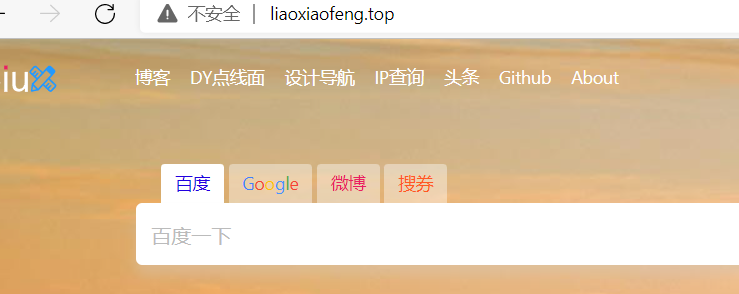 不安全 | liaoxiaofeng.top
iu
博客 DY点线面 设计导航 IP查询 头条 Github About
百度 Google 微博 搜券
百度一下